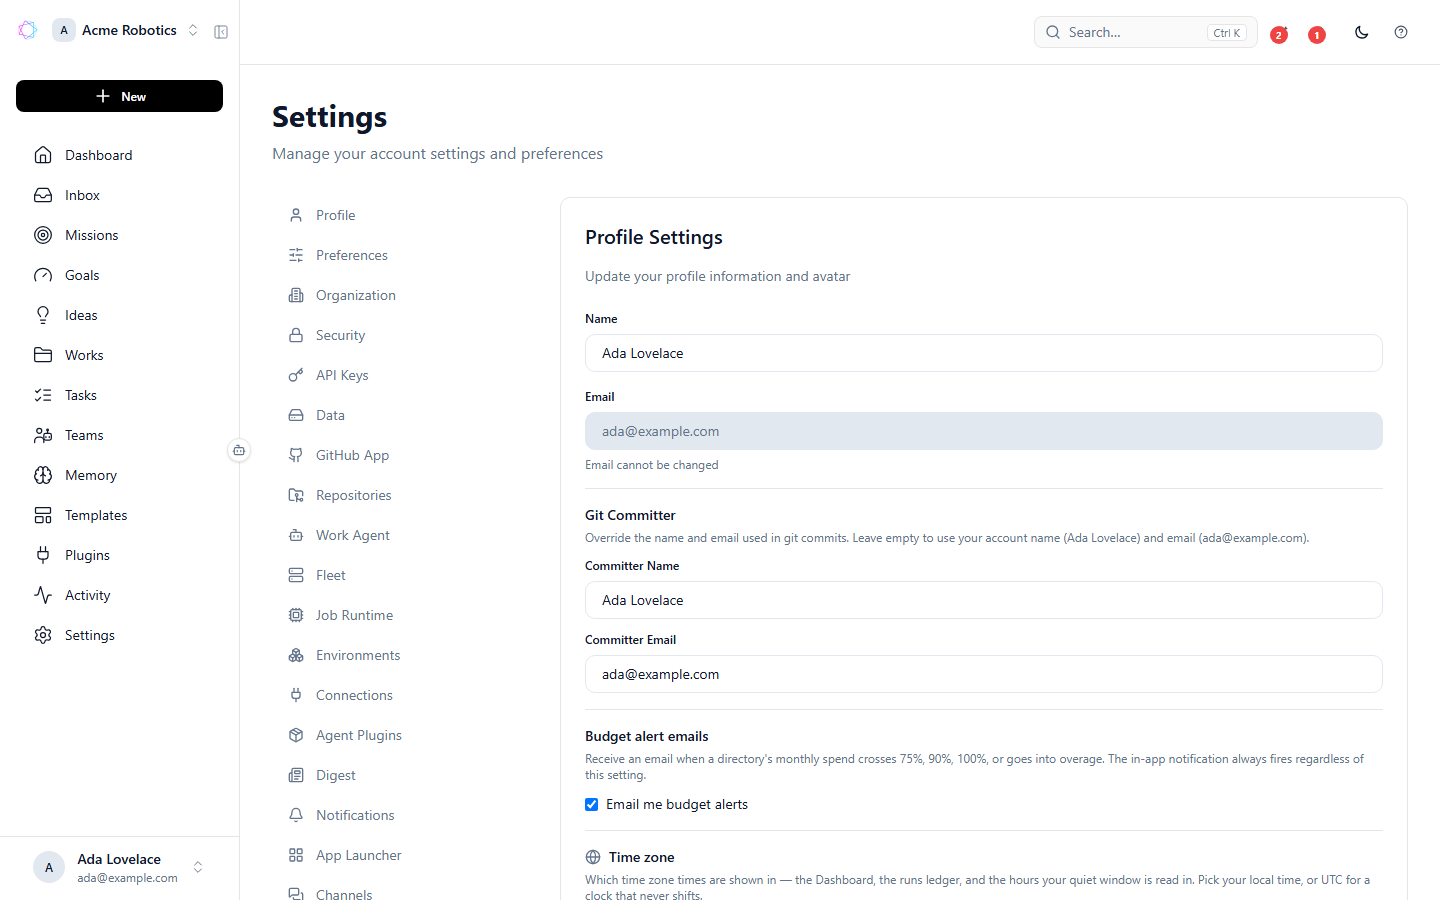 A Acme Robotics
Search... Ctrl K
2
1
New
Dashboard
Inbox
Missions
Goals
Ideas
Works
Tasks
Teams
Memory
Templates
Plugins
Activity
Settings
A
Ada Lovelace
ada@example.com
Settings
Manage your account settings and preferences
Profile
Preferences
Organization
Security
API Keys
Data
GitHub App
Repositories
Work Agent
Fleet
Job Runtime
Environments
Connections
Agent Plugins
Digest
Notifications
App Launcher
Channels
Profile Settings
Update your profile information and avatar
Name
Ada Lovelace
Email
ada@example.com
Email cannot be changed
Git Committer
Override the name and email used in git commits. Leave empty to use your account name (Ada Lovelace) and email (ada@example.com).
Committer Name
Ada Lovelace
Committer Email
ada@example.com
Budget alert emails
Receive an email when a directory's monthly spend crosses 75%, 90%, 100%, or goes into overage. The in-app notification always fires regardless of
this setting.
Email me budget alerts
Time zone
Which time zone times are shown in — the Dashboard, the runs ledger, and the hours your quiet window is read in. Pick your local time, or UTC for a
clock that never shifts.